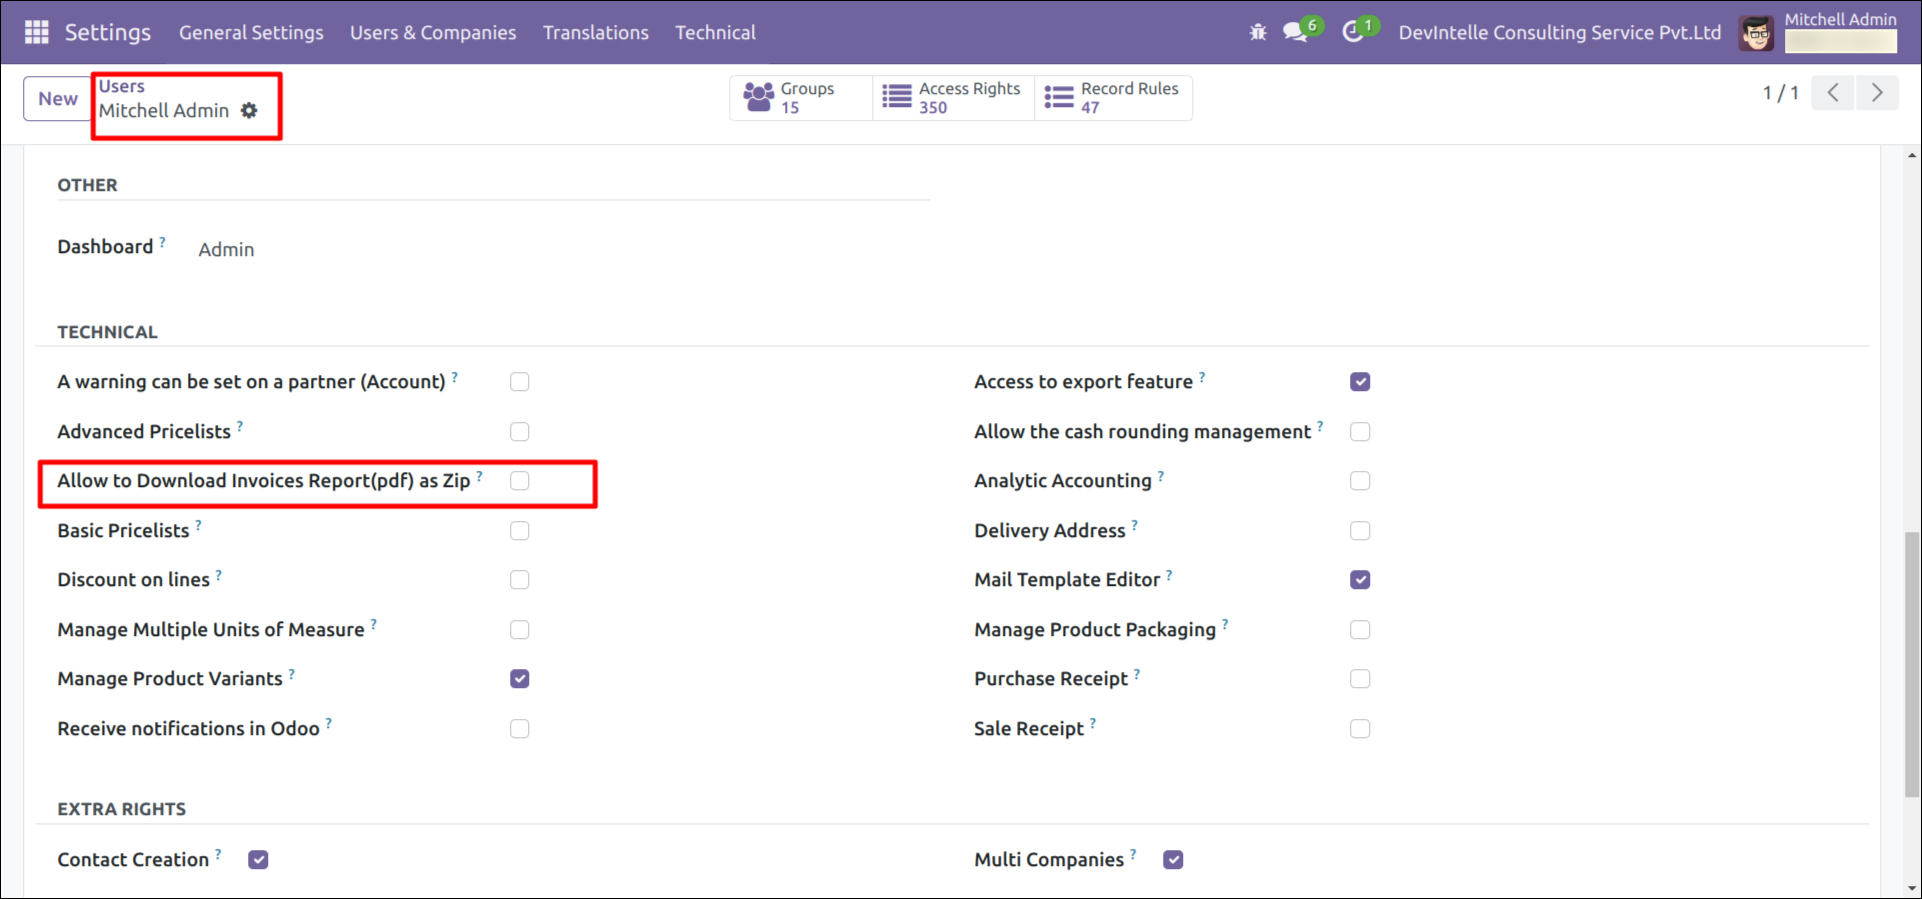 Settings General Settings Users & Companies Translations Technical 6 1 DevIntelle Consulting Service Pvt.Ltd Mitchell Admin
New Users Groups Access Rights Record Rules 1 / 1
Mitchell Admin 15 350 47
OTHER
Dashboard ? Admin
TECHNICAL
A warning can be set on a partner (Account) ? Access to export feature ?
Advanced Pricelists ? Allow the cash rounding management ?
Allow to Download Invoices Report(pdf) as Zip ? Analytic Accounting ?
Basic Pricelists ? Delivery Address ?
Discount on lines ? Mail Template Editor ?
Manage Multiple Units of Measure ? Manage Product Packaging ?
Manage Product Variants ? Purchase Receipt ?
Receive notifications in Odoo ? Sale Receipt ?
EXTRA RIGHTS
Contact Creation ? Multi Companies ?